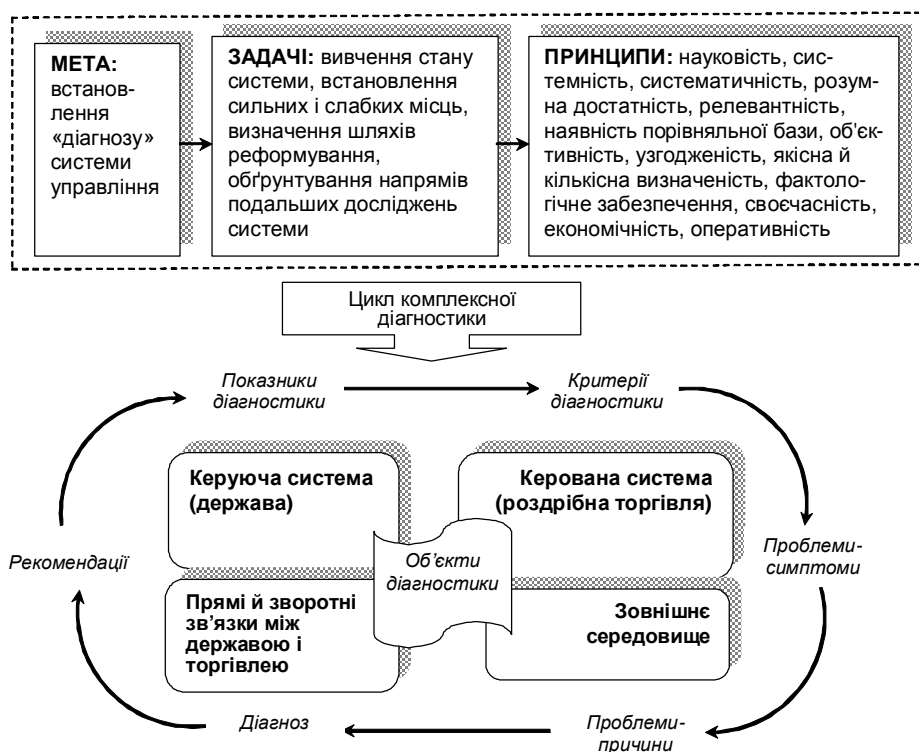 МЕТА:
встанов-
лення
«діагнозу»
системи
управління
ЗАДАЧІ: вивчення стану
системи, встановлення
сильних і слабких місць,
визначення шляхів
реформування,
обґрунтування напрямів
подальших досліджень
системи
ПРИНЦИПИ: науковість, сис-
темність, систематичність, розум-
на достатність, релевантність,
наявність порівняльної бази, об'єк-
тивність, узгодженість, якісна й
кількісна визначеність, фактоло-
гічне забезпечення, своєчасність,
економічність, оперативність
Цикл комплексної
діагностики
Показники
діагностики
Критерії
діагностики
Керуюча система
(держава)
Керована система
(роздрібна торгівля)
Рекомендації
Об’єкти
діагностики
Проблеми-
симптоми
Прямі й зворотні
зв’язки між
державою і
торгівлею
Зовнішнє
середовище
Діагноз
Проблеми-
причини